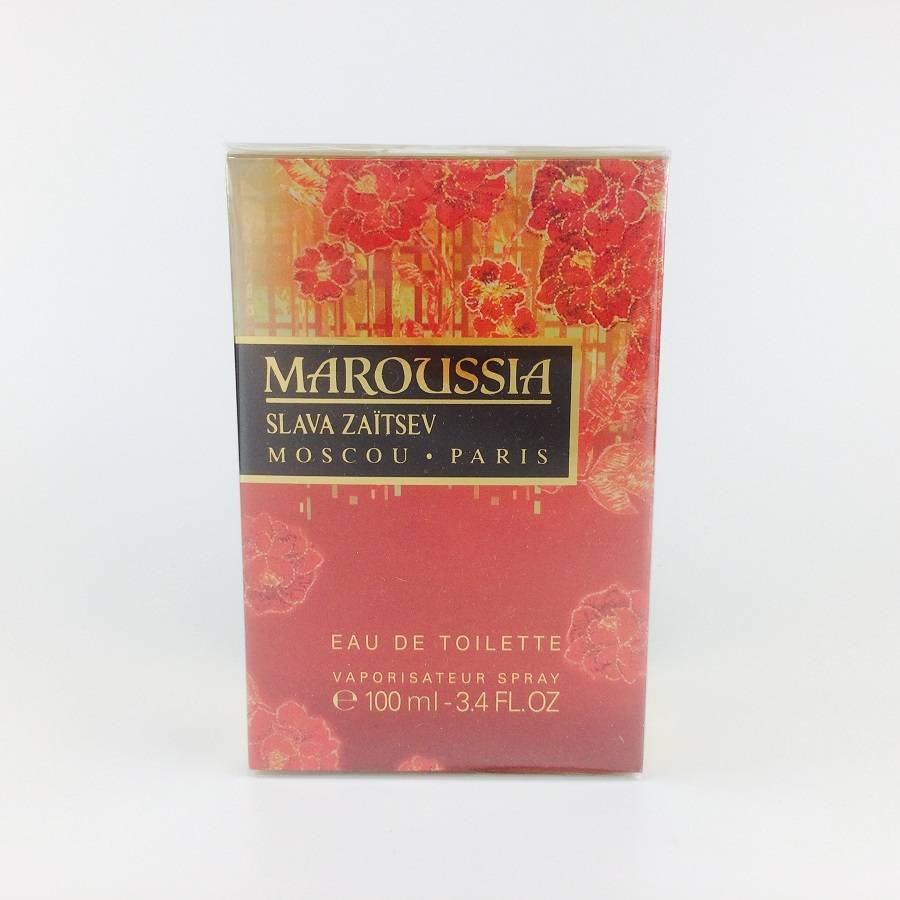 MAROUSSIA
SLAVA ZAÏTSEV
MOSCOU • PARIS
EAU DE TOILETTE
VAPORISATEUR SPRAY
℮ 100 ml - 3.4 FL.OZ